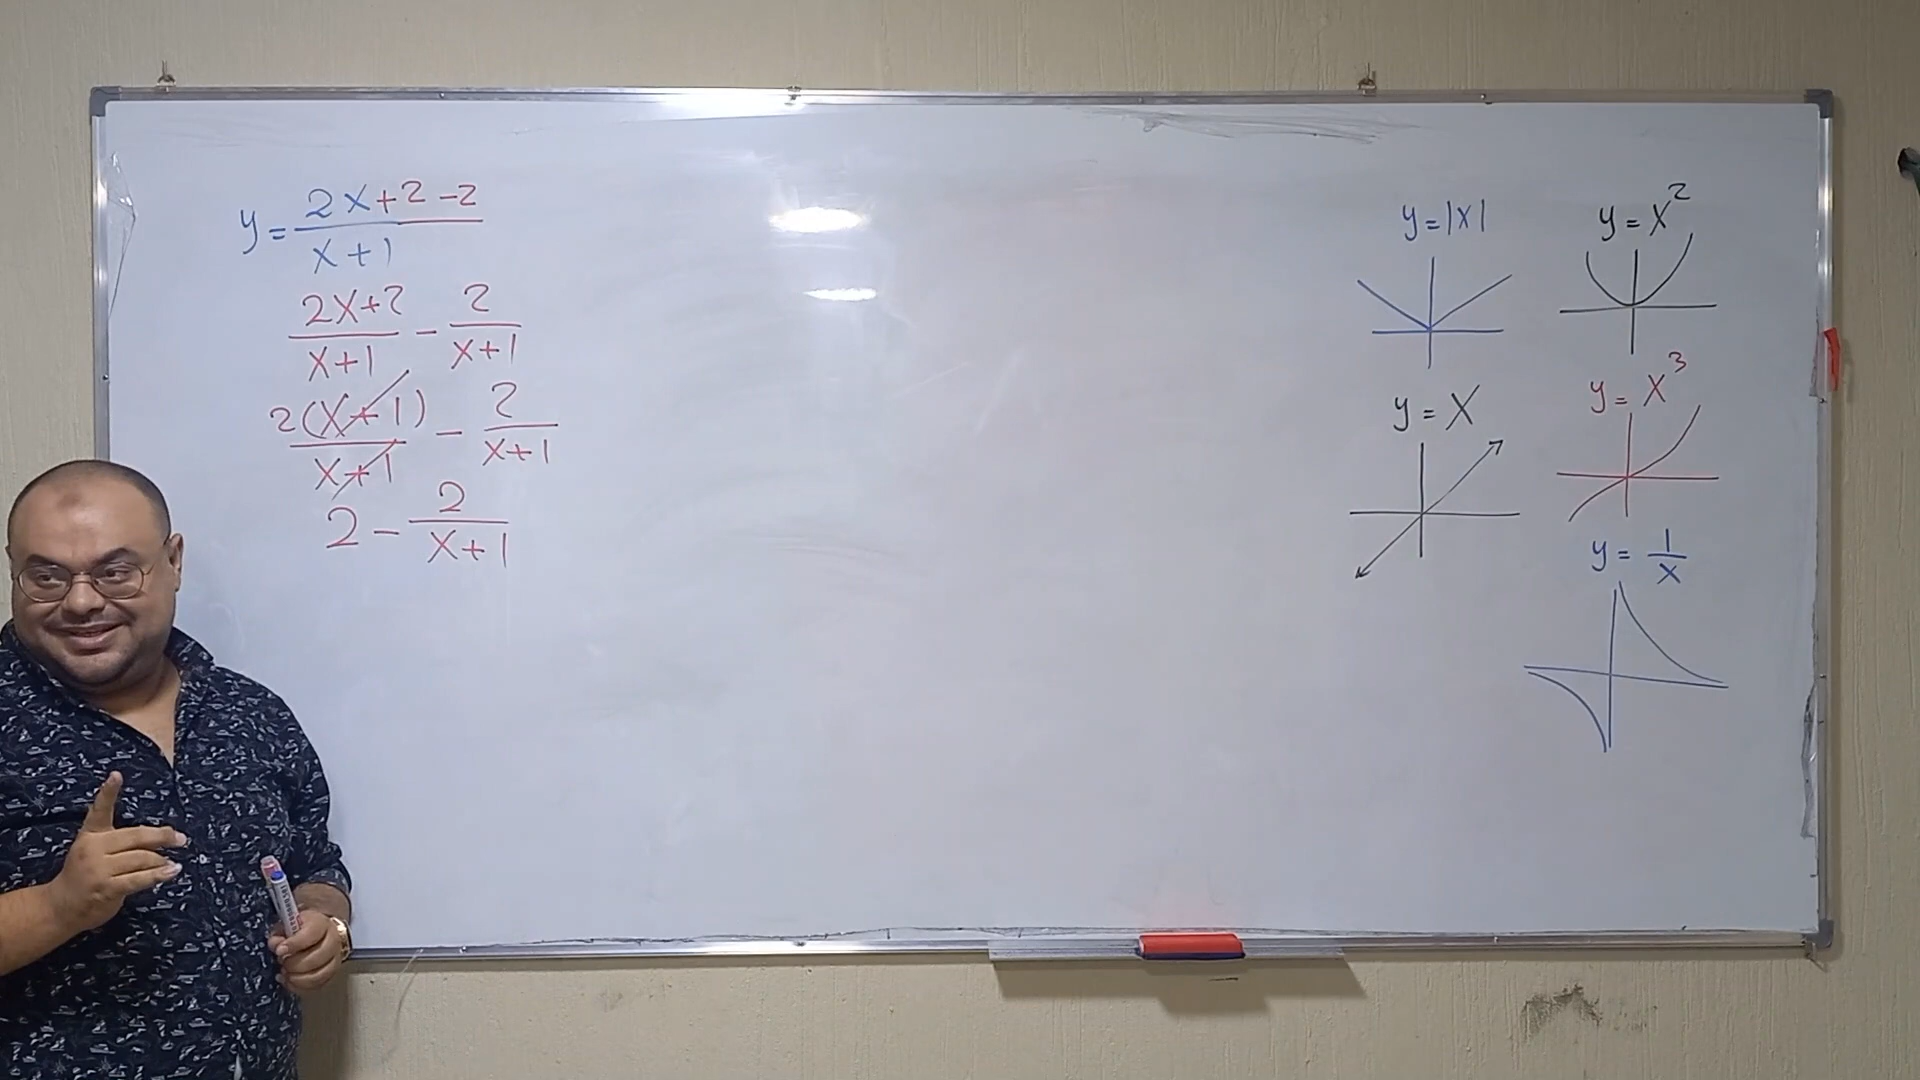 y = (2x+2-2)/(x+1)
(2x+2)/(x+1) - 2/(x+1)
2(x+1)/(x+1) - 2/(x+1)
2 - 2/(x+1)
y = |x|
y = x²
y = x
y = x³
y = 1/x